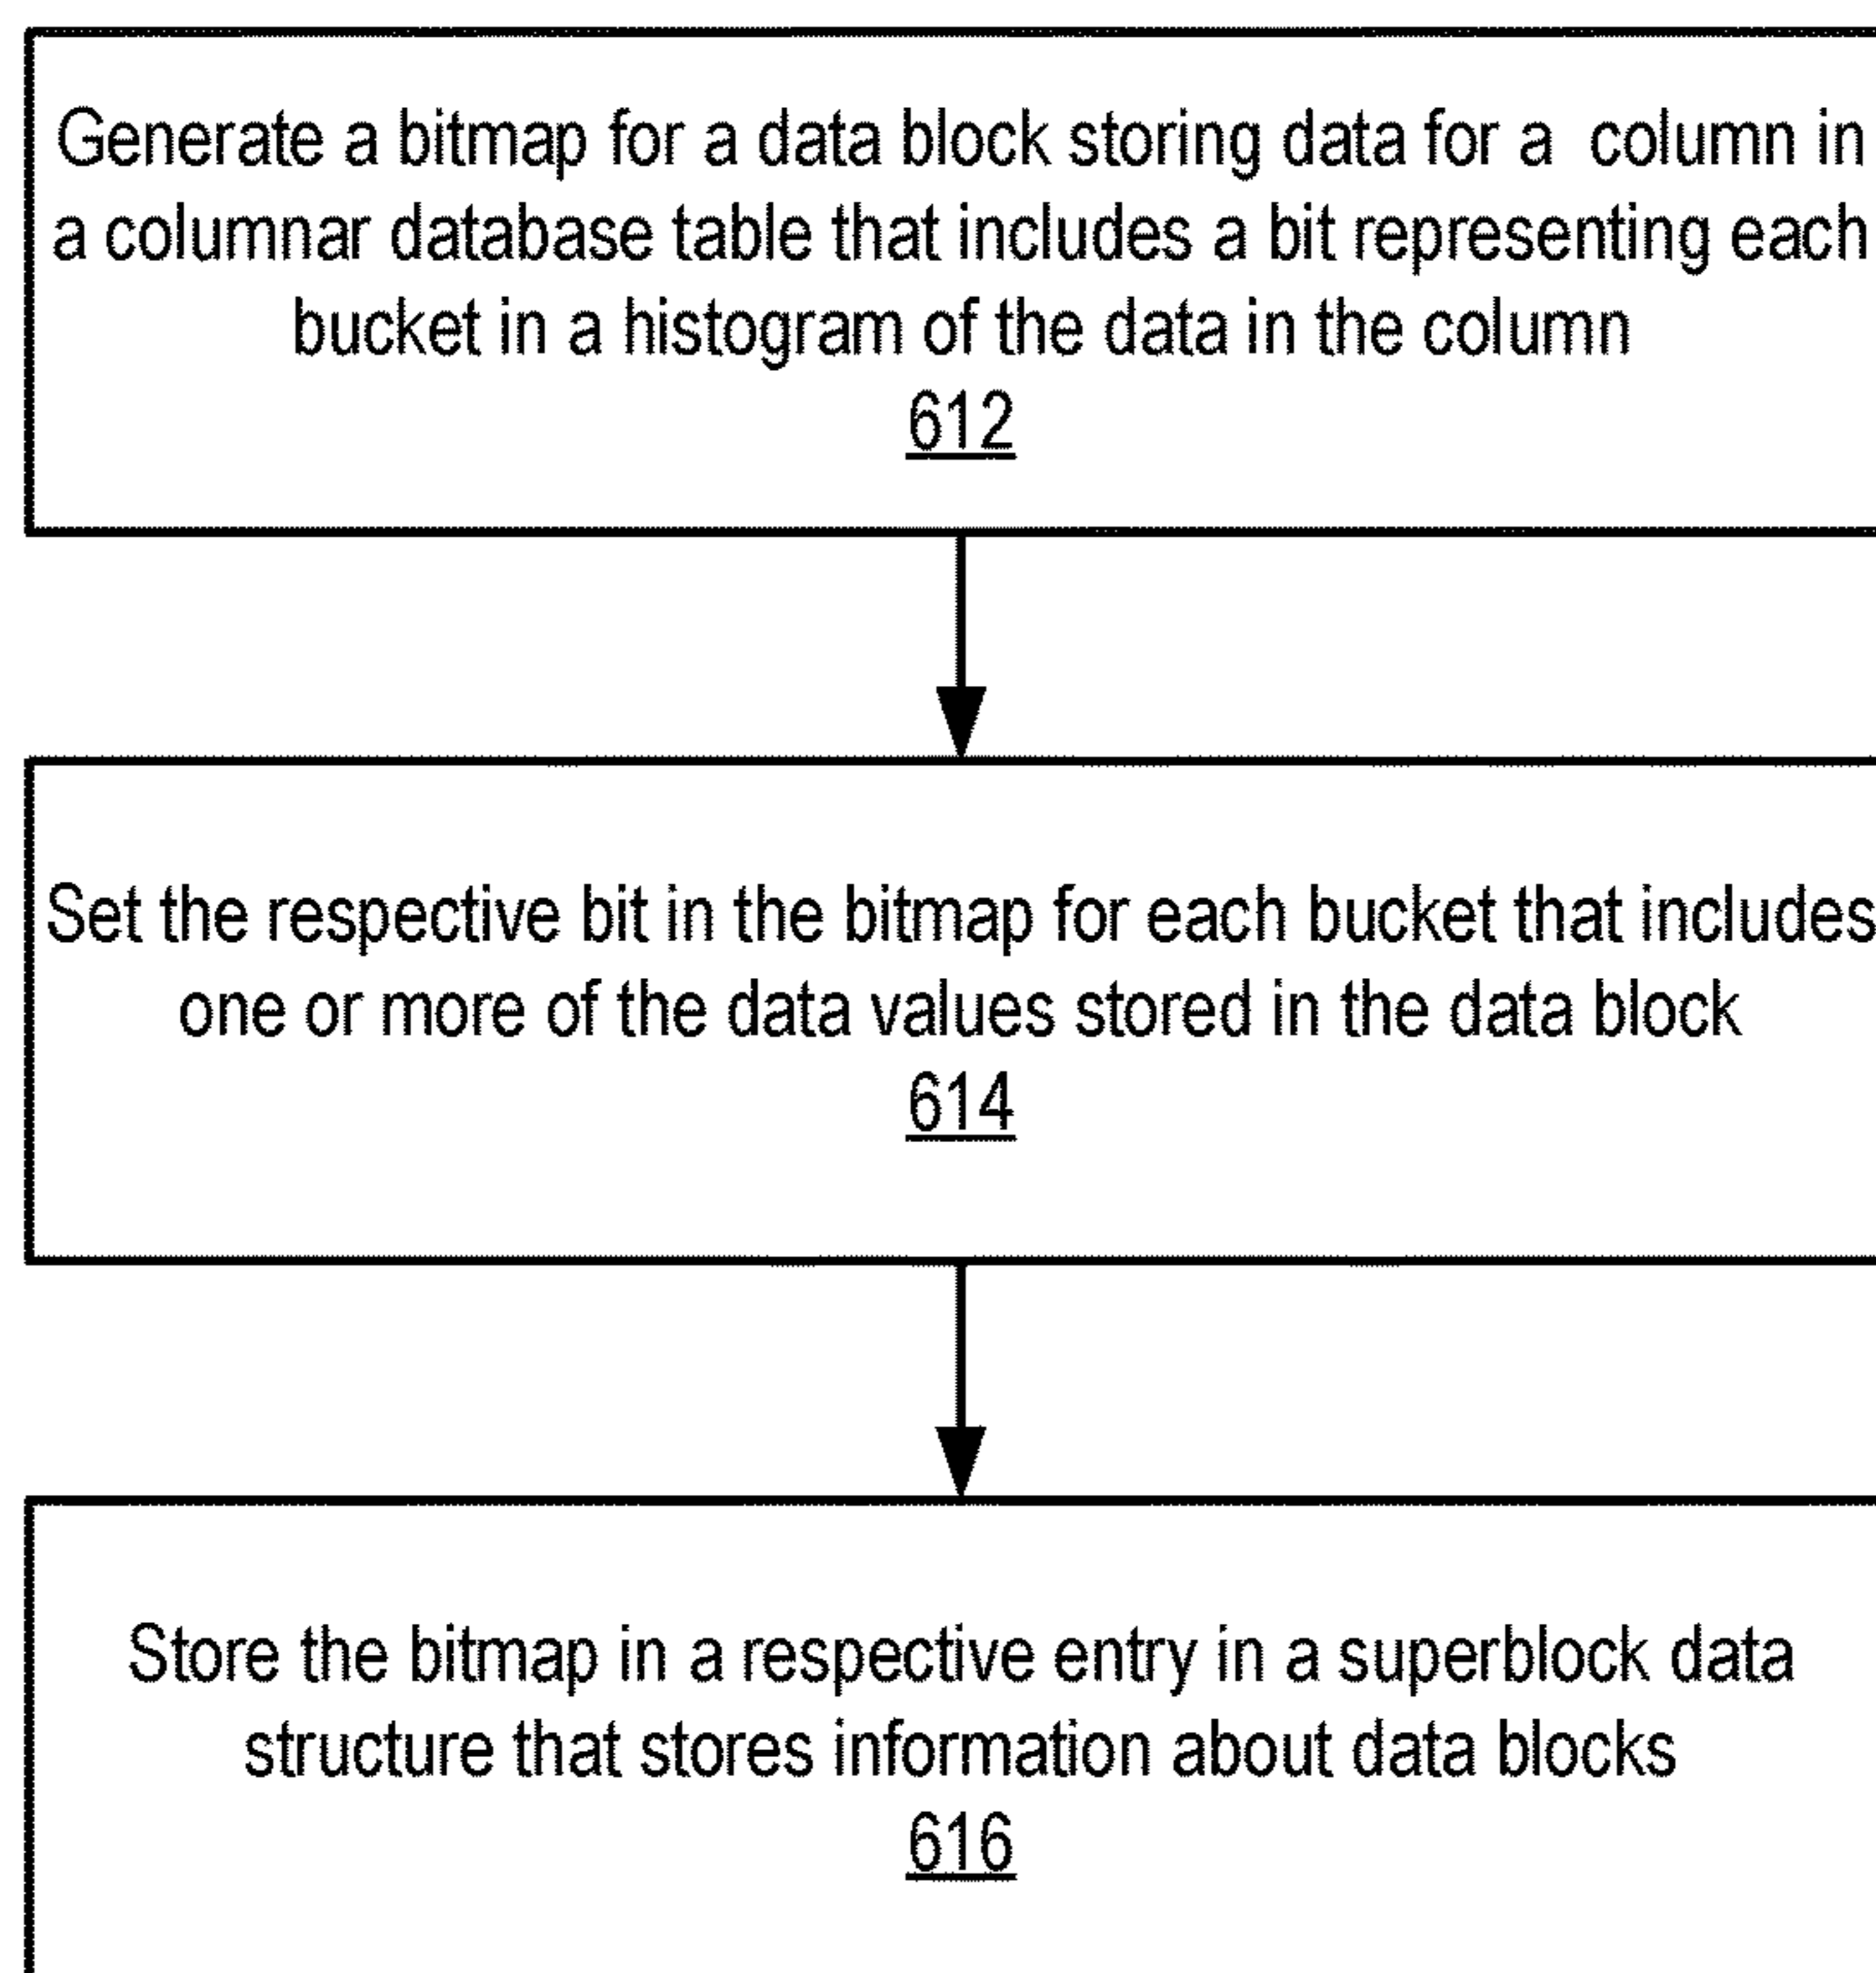 Generate a bitmap for a data block storing data for a column in
a columnar database table that includes a bit representing each
bucket in a histogram of the data in the column
612
Set the respective bit in the bitmap for each bucket that includes
one or more of the data values stored in the data block
614
Store the bitmap in a respective entry in a superblock data
structure that stores information about data blocks
616